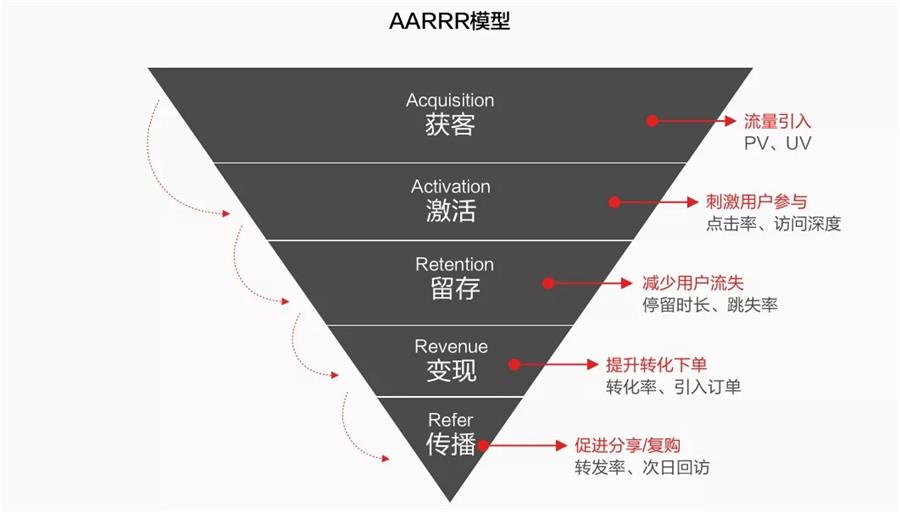 AARRR模型
Acquisition
获客
流量引入
PV、UV
Activation
激活
刺激用户参与
点击率、访问深度
Retention
留存
减少用户流失
停留时长、跳失率
Revenue
变现
提升转化下单
转化率、引入订单
Refer
传播
促进分享/复购
转发率、次日回访